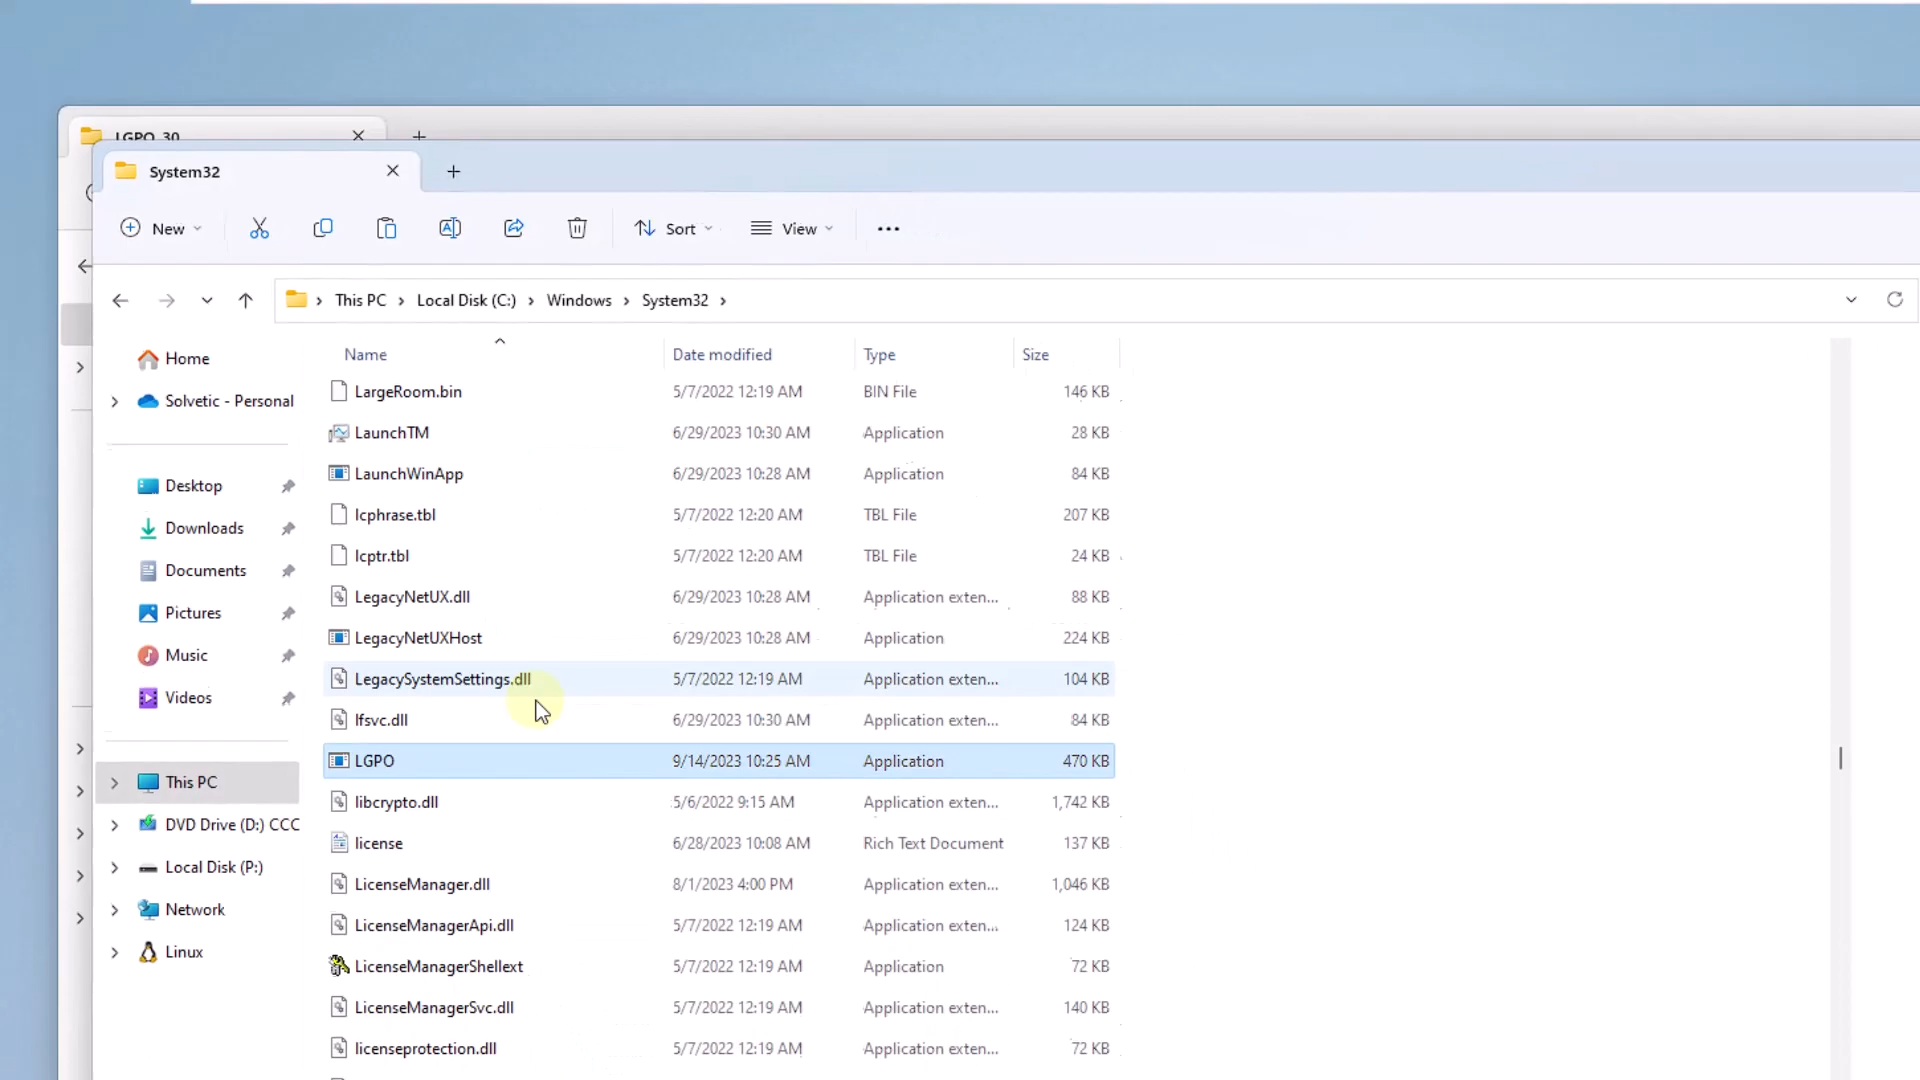 LGPO_30
System32
New
Sort
View
This PC
Local Disk (C:)
Windows
System32
Name
Date modified
Type
Size
Home
Solvetic - Personal
Desktop
Downloads
Documents
Pictures
Music
Videos
This PC
DVD Drive (D:) CCC
Local Disk (P:)
Network
Linux
LargeRoom.bin 5/7/2022 12:19 AM BIN File 146 KB
LaunchTM 6/29/2023 10:30 AM Application 28 KB
LaunchWinApp 6/29/2023 10:28 AM Application 84 KB
lcphrase.tbl 5/7/2022 12:20 AM TBL File 207 KB
lcptr.tbl 5/7/2022 12:20 AM TBL File 24 KB
LegacyNetUX.dll 6/29/2023 10:28 AM Application exten... 88 KB
LegacyNetUXHost 6/29/2023 10:28 AM Application 224 KB
LegacySystemSettings.dll 5/7/2022 12:19 AM Application exten... 104 KB
lfsvc.dll 6/29/2023 10:30 AM Application exten... 84 KB
LGPO 9/14/2023 10:25 AM Application 470 KB
libcrypto.dll 5/6/2022 9:15 AM Application exten... 1,742 KB
license 6/28/2023 10:08 AM Rich Text Document 137 KB
LicenseManager.dll 8/1/2023 4:00 PM Application exten... 1,046 KB
LicenseManagerApi.dll 5/7/2022 12:19 AM Application exten... 124 KB
LicenseManagerShellext 5/7/2022 12:19 AM Application 72 KB
LicenseManagerSvc.dll 5/7/2022 12:19 AM Application exten... 140 KB
licenseprotection.dll 5/7/2022 12:19 AM Application exten... 72 KB